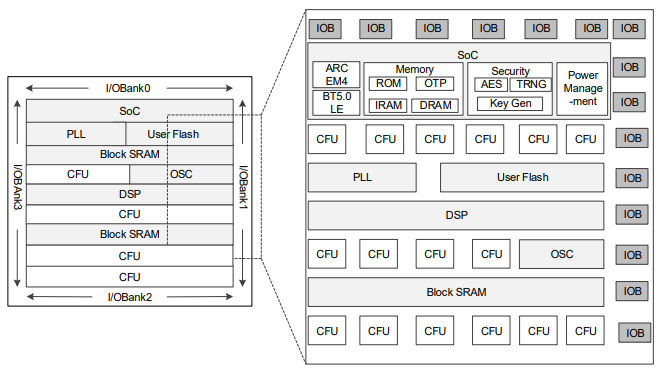 I/OBank0
SoC
PLL
User Flash
Block SRAM
CFU
OSC
DSP
CFU
Block SRAM
CFU
CFU
I/OBank2
I/OBAnk3
I/OBank1
IOB
IOB
IOB
IOB
IOB
IOB
IOB
SoC
ARC
EM4
BT5.0
LE
Memory
ROM
OTP
IRAM
DRAM
Security
AES
TRNG
Key Gen
Power
Manage
-ment
IOB
IOB
CFU
CFU
CFU
CFU
CFU
CFU
IOB
PLL
User Flash
IOB
DSP
IOB
CFU
CFU
CFU
CFU
OSC
IOB
Block SRAM
IOB
CFU
CFU
CFU
CFU
CFU
CFU
IOB